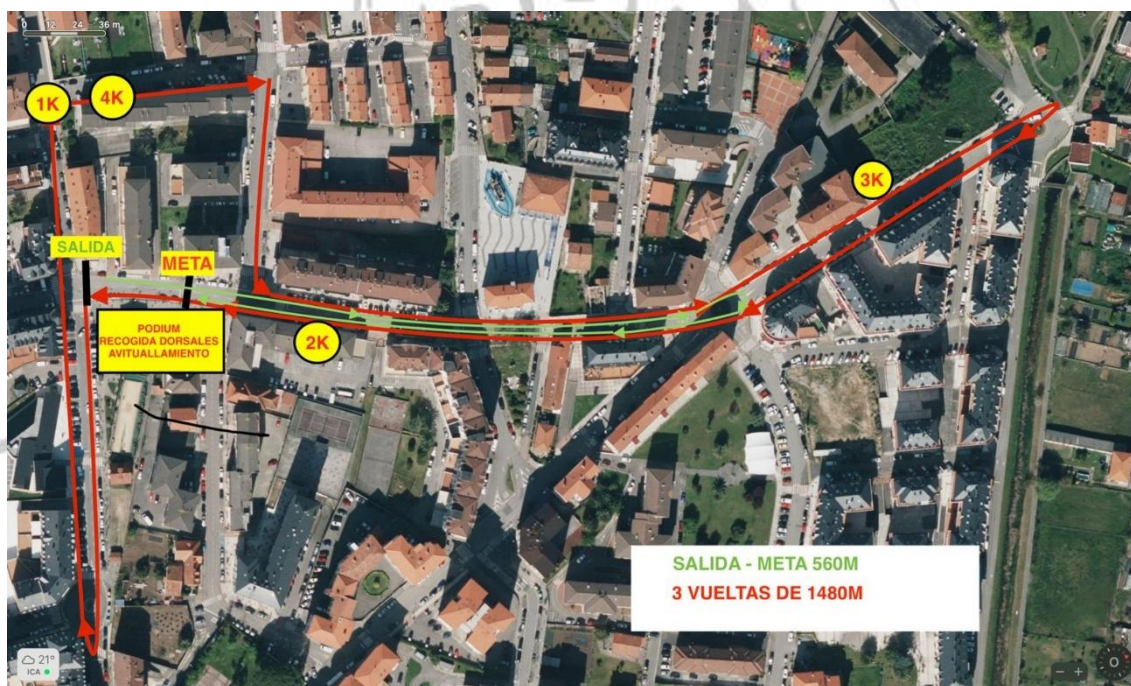 0 12 24 36 m
1K
4K
3K
SALIDA
META
PODIUM
RECOGIDA DORSALES
AVITUALLAMIENTO
2K
SALIDA - META 560M
3 VUELTAS DE 1480M
21°
ICA